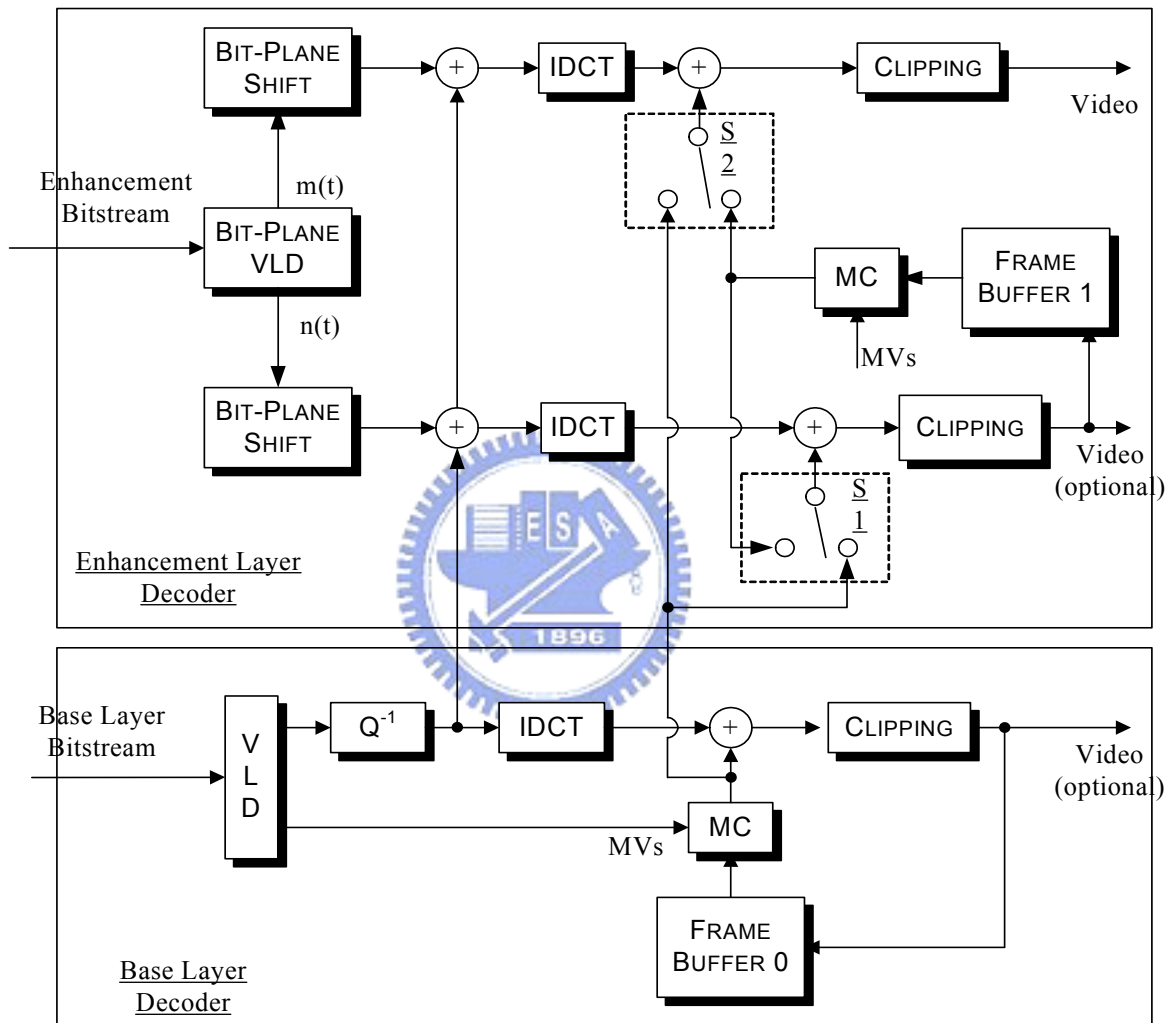 BIT-PLANE
SHIFT
+
IDCT
+
CLIPPING
Video
S
2
Enhancement
Bitstream
m(t)
BIT-PLANE
VLD
n(t)
MC
FRAME
BUFFER 1
MVs
BIT-PLANE
SHIFT
+
IDCT
+
CLIPPING
Video
(optional)
S
1
E S A
1896
Enhancement Layer
Decoder
Base Layer
Bitstream
V
L
D
Q-1
IDCT
+
CLIPPING
Video
(optional)
MVs
MC
FRAME
BUFFER 0
Base Layer
Decoder